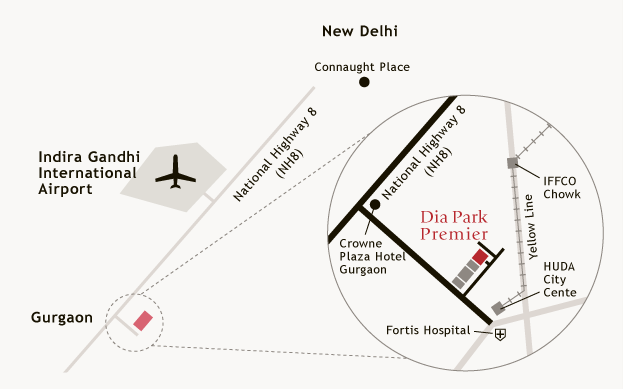 New Delhi
Connaught Place
Indira Gandhi
International
Airport
National Highway 8
(NH8)
National Highway 8
(NH8)
IFFCO
Chowk
Dia Park
Premier
Yellow Line
Crowne
Plaza Hotel
Gurgaon
HUDA
City
Cente
Gurgaon
Fortis Hospital